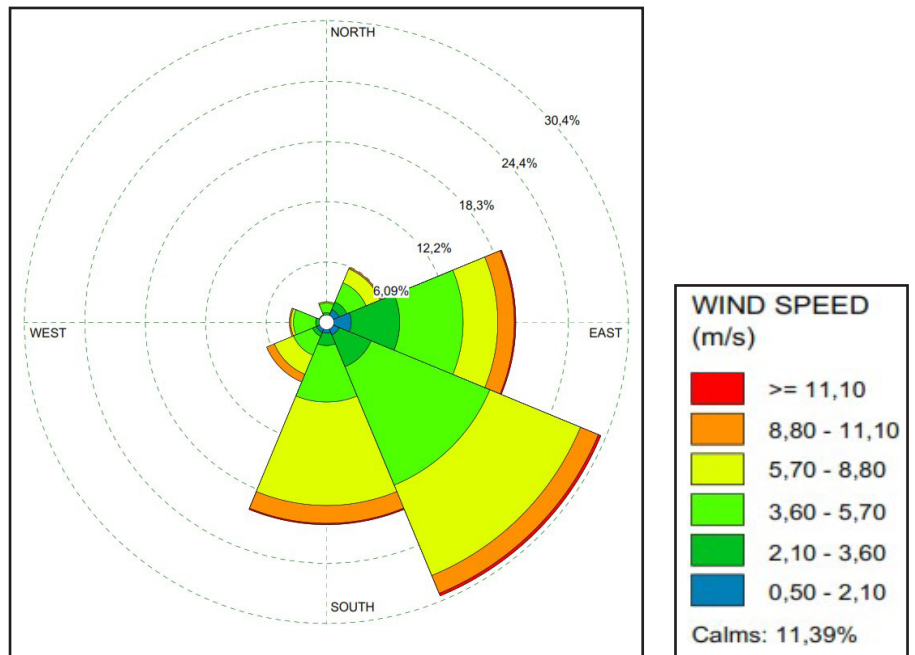 NORTH
30,4%
24,4%
18,3%
12,2%
6,09%
WEST
EAST
SOUTH
WIND SPEED
(m/s)
>= 11,10
8,80 - 11,10
5,70 - 8,80
3,60 - 5,70
2,10 - 3,60
0,50 - 2,10
Calms: 11,39%